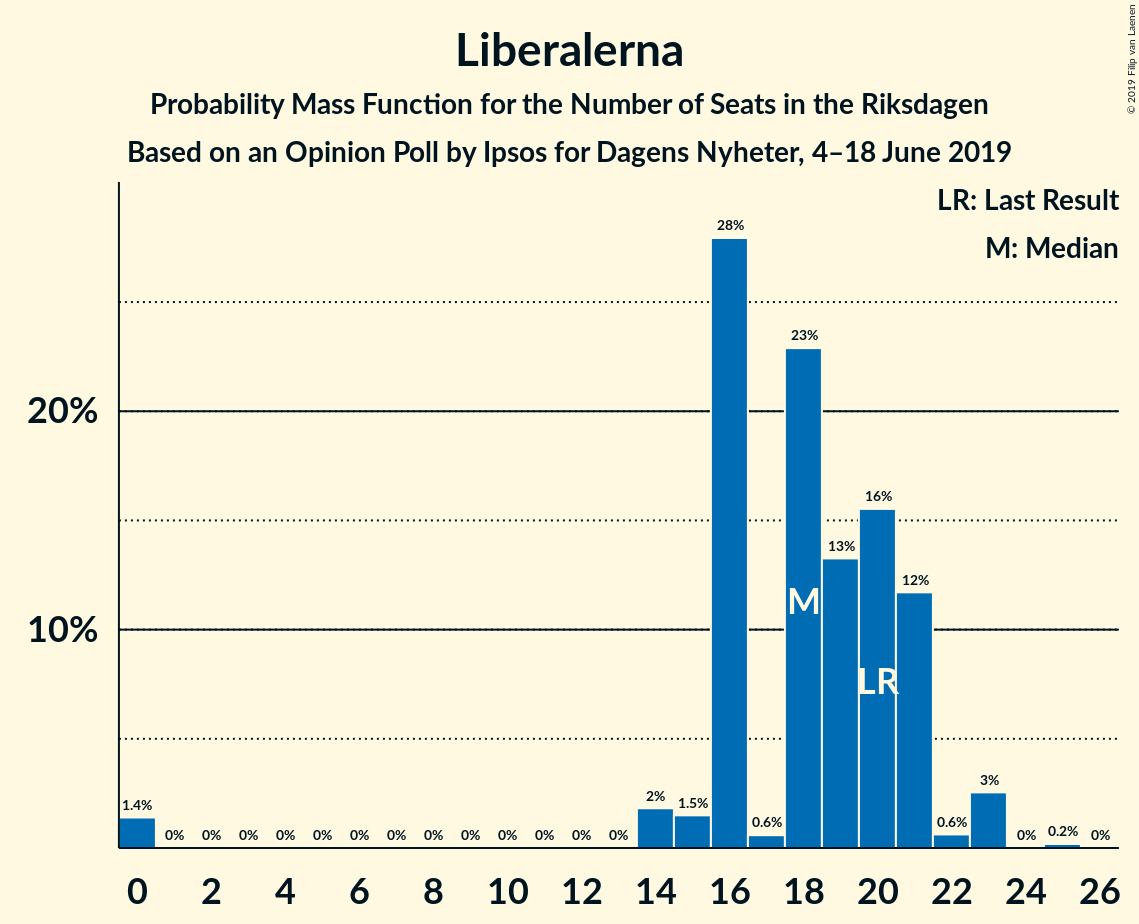 Liberalerna
Probability Mass Function for the Number of Seats in the Riksdagen
Based on an Opinion Poll by Ipsos for Dagens Nyheter, 4–18 June 2019
© 2019 Filip van Laenen
LR: Last Result
M: Median
28%
23%
20%
16%
13%
12%
M
10%
LR
3%
1.4% 2% 1.5% 0.6% 0.6% 0.2%
0% 0% 0% 0% 0% 0% 0% 0% 0% 0% 0% 0% 0% 0% 0%
0 2 4 6 8 10 12 14 16 18 20 22 24 26